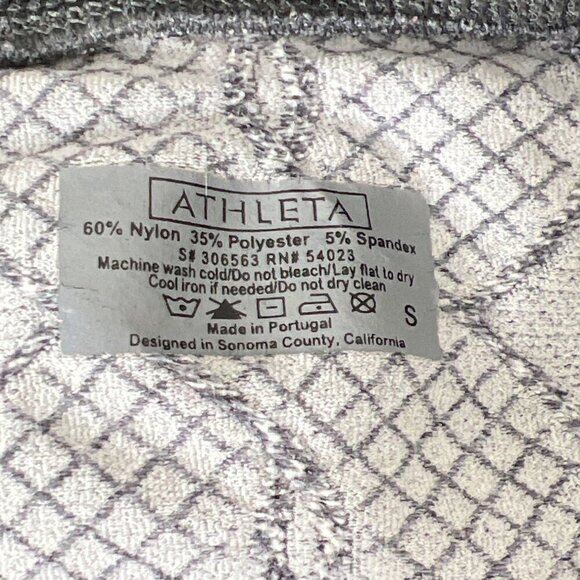 ATHLETA
60% Nylon 35% Polyester 5% Spandex
S# 306563 RN# 54023
Machine wash cold/Do not bleach/Lay flat to dry
Cool iron if needed/Do not dry clean
S
Made in Portugal
Designed in Sonoma County, California